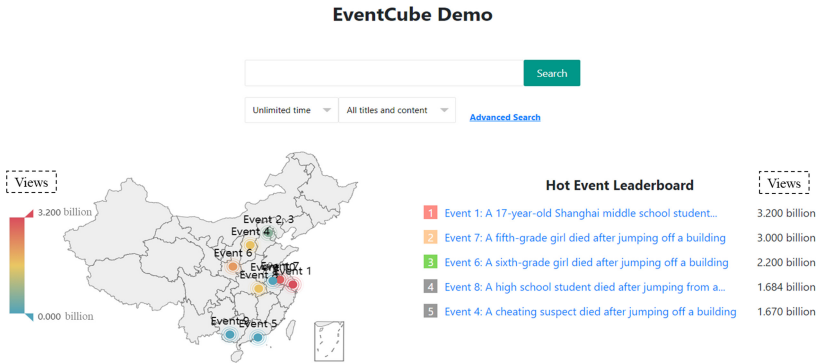 EventCube Demo
Search
Unlimited time
All titles and content
Advanced Search
Views
3.200 billion
0.000 billion
Event 2, 3
Event 4
Event 6
Event 1
Event 5
Hot Event Leaderboard
Views
1 Event 1: A 17-year-old Shanghai middle school student... 3.200 billion
2 Event 7: A fifth-grade girl died after jumping off a building 3.000 billion
3 Event 6: A sixth-grade girl died after jumping off a building 2.200 billion
4 Event 8: A high school student died after jumping from a... 1.684 billion
5 Event 4: A cheating suspect died after jumping off a building 1.670 billion